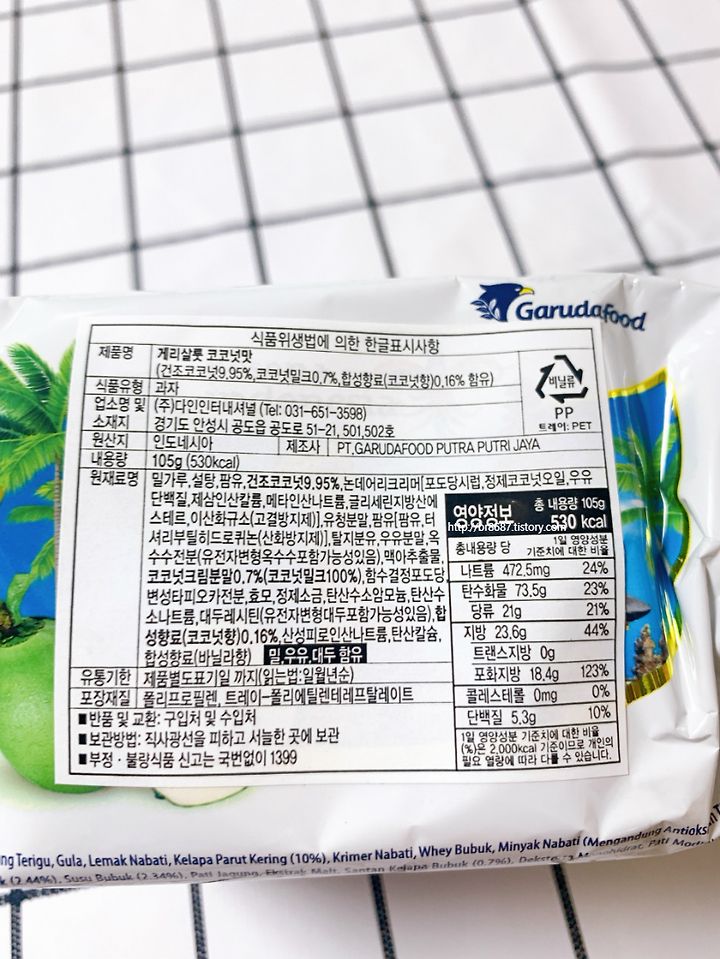 Garudafood
식품위생법에 의한 한글표시사항
제품명 게리살룻 코코넛맛
(건조코코넛9.95%,코코넛밀크0.7%,합성향료(코코넛향)0.16% 함유)
식품유형 과자
업소명 및 소재지 (주)다인인터내셔널 (Tel: 031-651-3598)
경기도 안성시 공도읍 공도로 51-21, 501,502호
원산지 인도네시아 제조사 PT.GARUDAFOOD PUTRA PUTRI JAYA
내용량 105g (530kcal)
비닐류
PP
트레이: PET
원재료명 밀가루,설탕,팜유,건조코코넛9.95%,논데어리크리머[포도당시럽,정제코코넛오일,우유
단백질,제삼인산칼륨,메타인산나트륨,글리세린지방산에
스테르,이산화규소(고결방지제)],유청분말,팜유[팜유,터
셔리부틸히드로퀴논(산화방지제)],탈지분유,우유분말,옥
수수전분(유전자변형옥수수포함가능성있음),맥아추출물,
코코넛크림분말0.7%(코코넛밀크100%),함수결정포도당,
변성타피오카전분,효모,정제소금,탄산수소암모늄,탄산수
소나트륨,대두레시틴(유전자변형대두포함가능성있음),합
성향료(코코넛향)0.16%,산성피로인산나트륨,탄산칼슘,
합성향료(바닐라향) 밀,우유,대두 함유
유통기한 제품별도표기일 까지(읽는법:일월년순)
포장재질 폴리프로필렌, 트레이-폴리에틸렌테레프탈레이트
■반품 및 교환: 구입처 및 수입처
■보관방법: 직사광선을 피하고 서늘한 곳에 보관
■부정·불량식품 신고는 국번없이 1399
영양정보 총 내용량 105g
530 kcal
http://bra687.tistory.com
총내용량 당 1일 영양성분 기준치에 대한 비율
나트륨 472.5mg 24%
탄수화물 73.5g 23%
당류 21g 21%
지방 23.6g 44%
트랜스지방 0g
포화지방 18.4g 123%
콜레스테롤 0mg 0%
단백질 5.3g 10%
1일 영양성분 기준치에 대한 비율
(%)은 2,000kcal 기준이므로 개인의
필요 열량에 따라 다를 수 있습니다.
ng Terigu, Gula, Lemak Nabati, Kelapa Parut Kering (10%), Krimer Nabati, Whey Bubuk, Minyak Nabati (Mengandung Antioks
k (2.44%), Susu Bubuk (2.34%), Pati Jagung, Ekstrak Malt, Santan Kelapa Bubuk (0.7%),